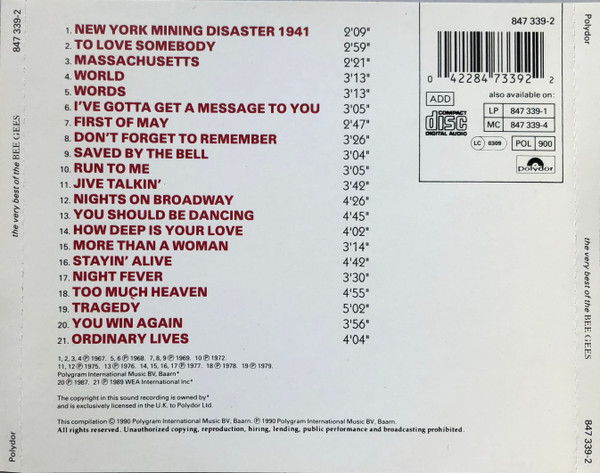 847 339-2
the very best of the BEE GEES
Polydor
1. NEW YORK MINING DISASTER 1941 2'09"
2. TO LOVE SOMEBODY 2'59"
3. MASSACHUSETTS 2'21"
4. WORLD 3'13"
5. WORDS 3'13"
6. I'VE GOTTA GET A MESSAGE TO YOU 3'05"
7. FIRST OF MAY 2'47"
8. DON'T FORGET TO REMEMBER 3'26"
9. SAVED BY THE BELL 3'04"
10. RUN TO ME 3'05"
11. JIVE TALKIN' 3'42"
12. NIGHTS ON BROADWAY 4'26"
13. YOU SHOULD BE DANCING 4'45"
14. HOW DEEP IS YOUR LOVE 4'02"
15. MORE THAN A WOMAN 3'14"
16. STAYIN' ALIVE 4'42"
17. NIGHT FEVER 3'30"
18. TOO MUCH HEAVEN 4'55"
19. TRAGEDY 5'02"
20. YOU WIN AGAIN 3'56"
21. ORDINARY LIVES 4'04"
1, 2, 3, 4 Ⓟ 1967. 5, 6 Ⓟ 1968. 7, 8, 9 Ⓟ 1969. 10 Ⓟ 1972.
11, 12 Ⓟ 1975. 13 Ⓟ 1976. 14, 15, 16, 17 Ⓟ 1977. 18 Ⓟ 1978. 19 Ⓟ 1979.
Polygram International Music BV, Baarn*
20 Ⓟ 1987. 21 Ⓟ 1989 WEA International Inc*
The copyright in this sound recording is owned by*
and is exclusively licensed in the U.K. to Polydor Ltd.
This compilation © 1990 Polygram International Music BV, Baarn. Ⓟ 1990 Polygram International Music BV, Baarn.
All rights reserved. Unauthorized copying, reproduction, hiring, lending, public performance and broadcasting prohibited.
847 339-2
0 42284 73392 2
ADD
also available on:
COMPACT
disc
DIGITAL AUDIO
LP 847 339-1
MC 847 339-4
LC 0309
POL 900
polydor
Polydor
the very best of the BEE GEES
847 339-2